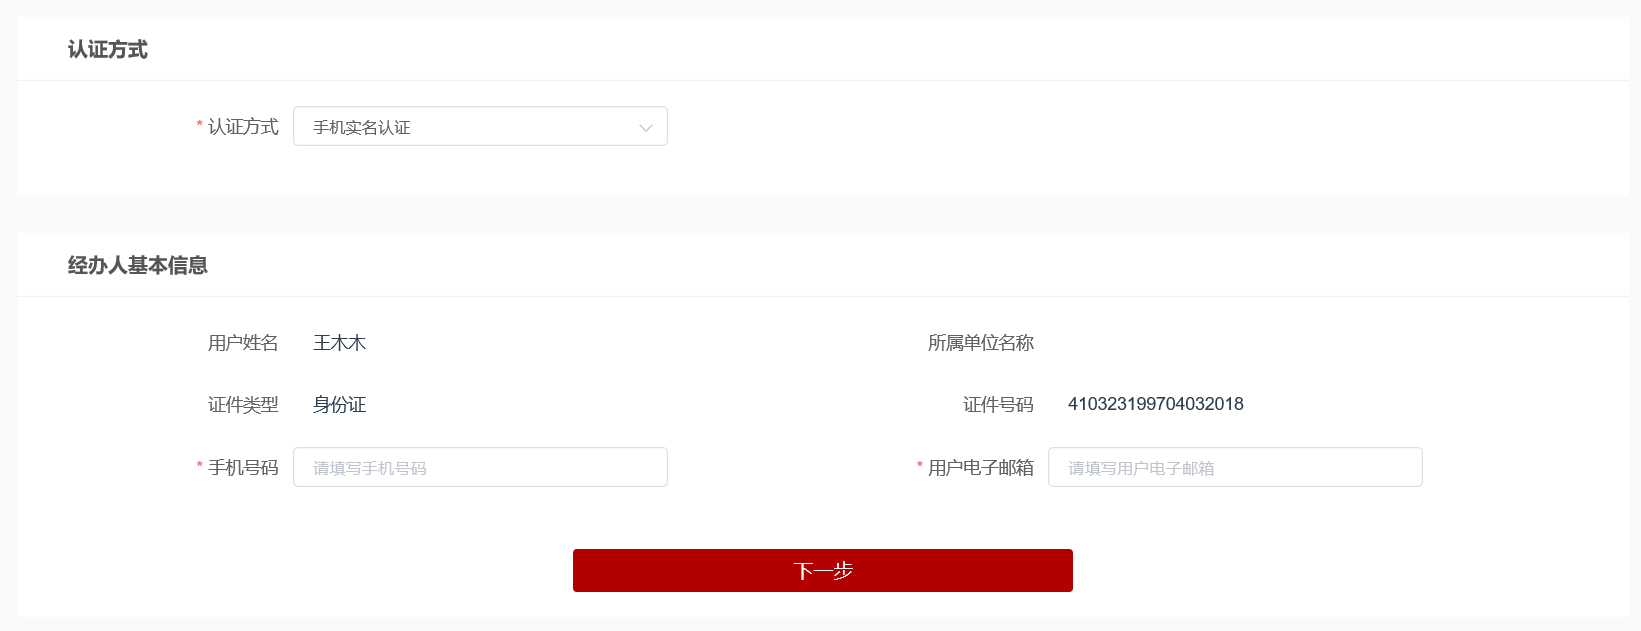 认证方式
* 认证方式 手机实名认证
经办人基本信息
用户姓名 王木木 所属单位名称
证件类型 身份证 证件号码 410323199704032018
* 手机号码 请填写手机号码 * 用户电子邮箱 请填写用户电子邮箱
下一步